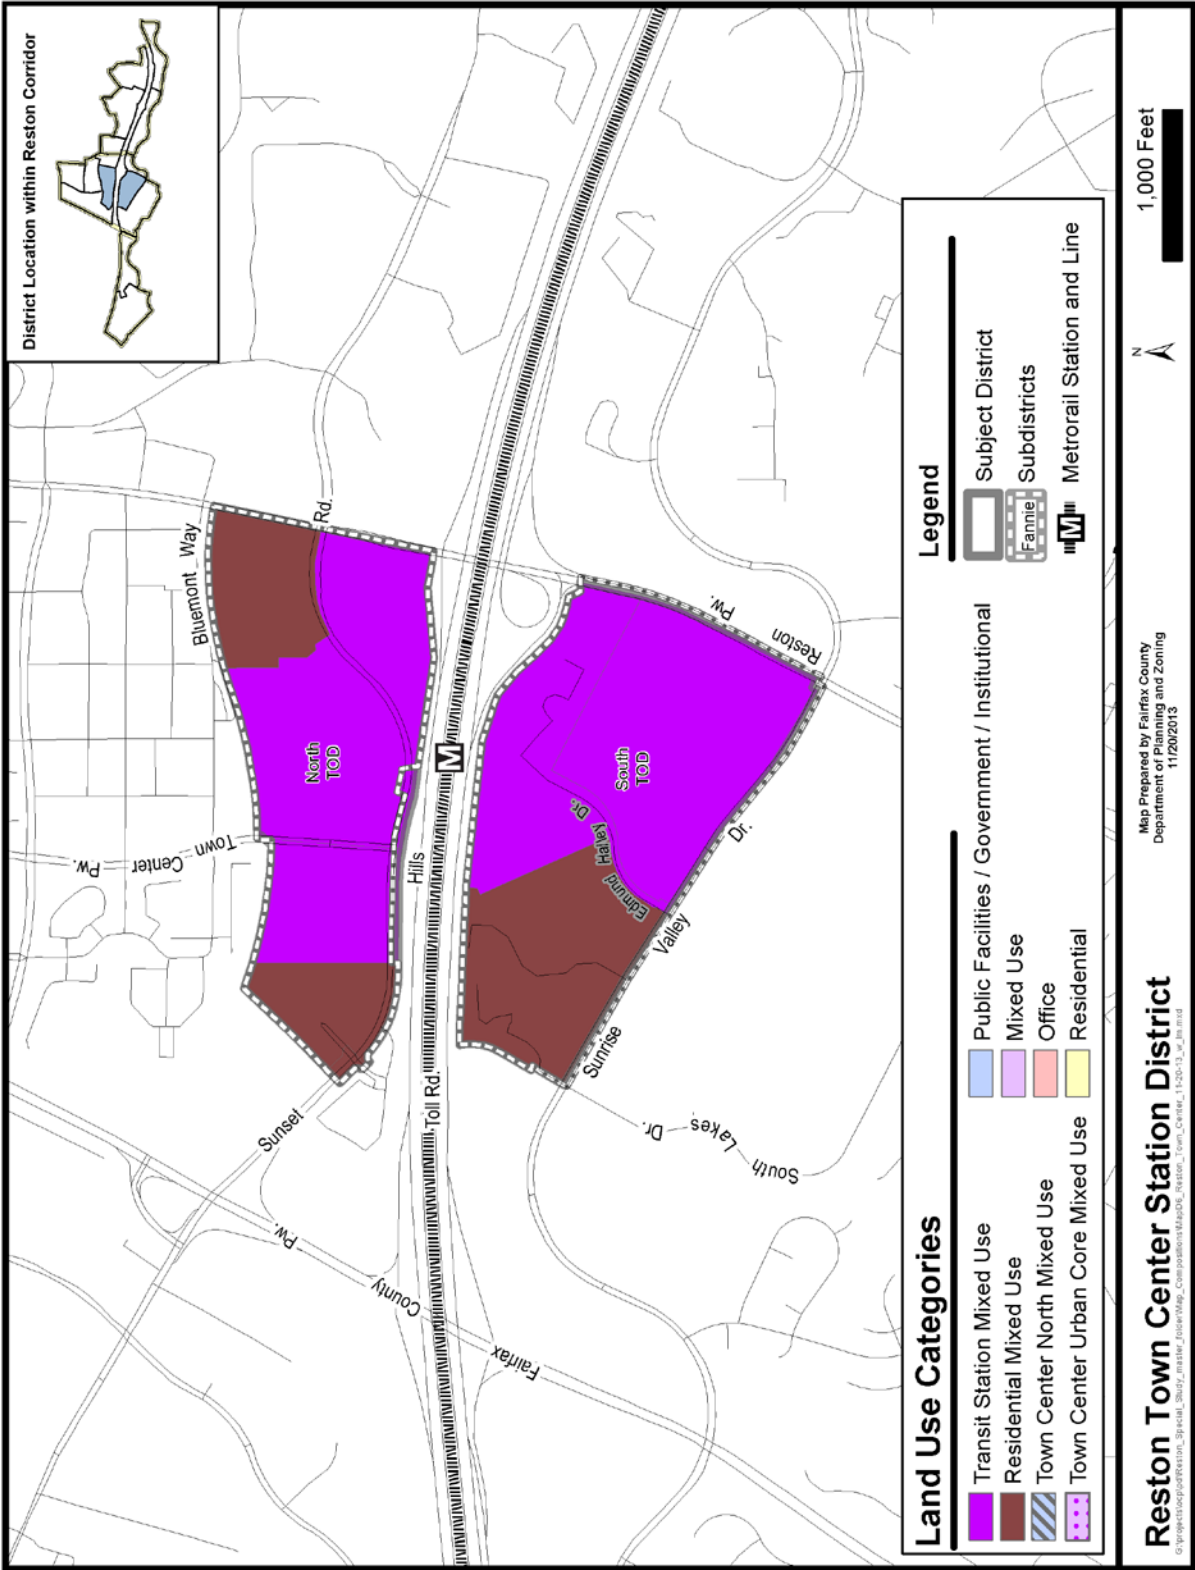 District Location within Reston Corridor
Bluemont Way
Rd.
North
TOD
Town Center Pw.
Hills
Sunset
Toll Rd.
M
South
TOD
Edmund Halley Dr.
Reston Pw.
Sunrise Valley Dr.
South Lakes Dr.
Fairfax County Pw.
Land Use Categories
Transit Station Mixed Use
Residential Mixed Use
Town Center North Mixed Use
Town Center Urban Core Mixed Use
Public Facilities / Government / Institutional
Mixed Use
Office
Residential
Legend
Subject District
Fannie
Subdistricts
M
Metrorail Station and Line
Reston Town Center Station District
Map Prepared by Fairfax County
Department of Planning and Zoning
11/20/2013
N
1,000 Feet